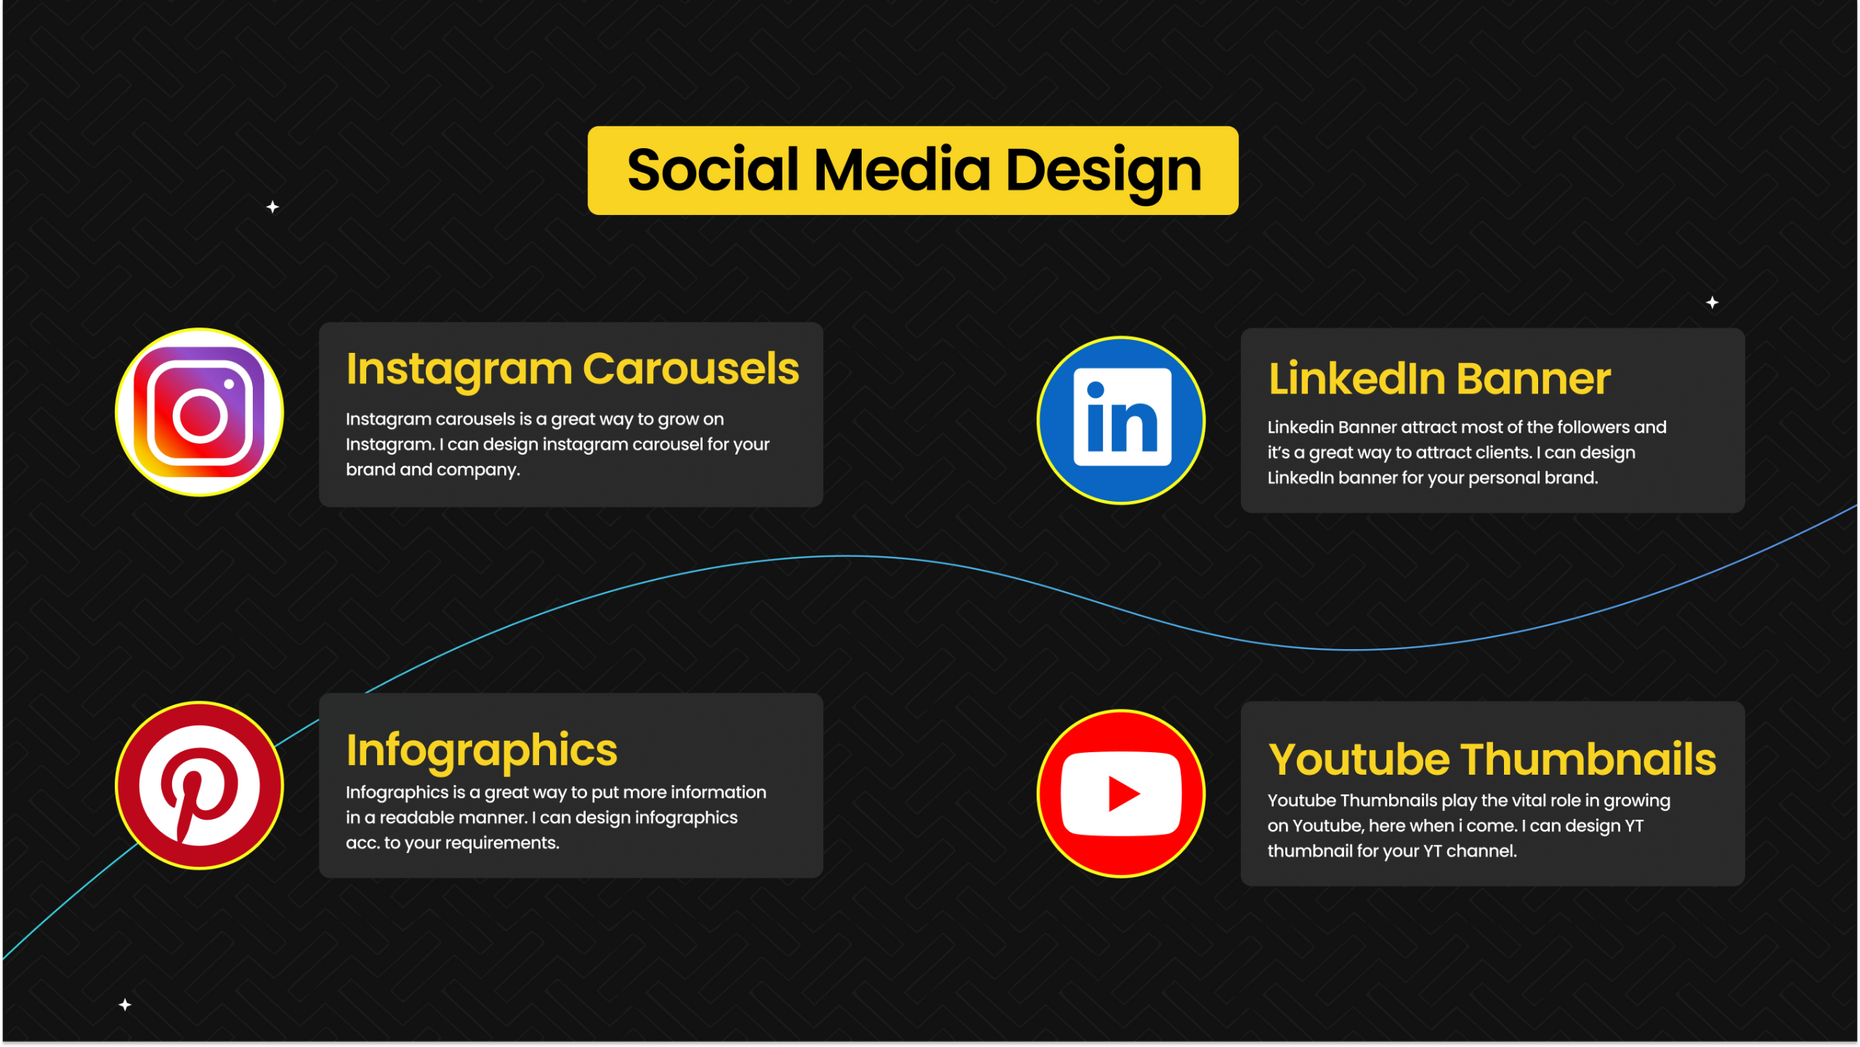 Social Media Design
Instagram Carousels
Instagram carousels is a great way to grow on
Instagram. I can design instagram carousel for your
brand and company.
in
LinkedIn Banner
Linkedin Banner attract most of the followers and
it's a great way to attract clients. I can design
LinkedIn banner for your personal brand.
Infographics
Infographics is a great way to put more information
in a readable manner. I can design infographics
acc. to your requirements.
Youtube Thumbnails
Youtube Thumbnails play the vital role in growing
on Youtube, here when i come. I can design YT
thumbnail for your YT channel.